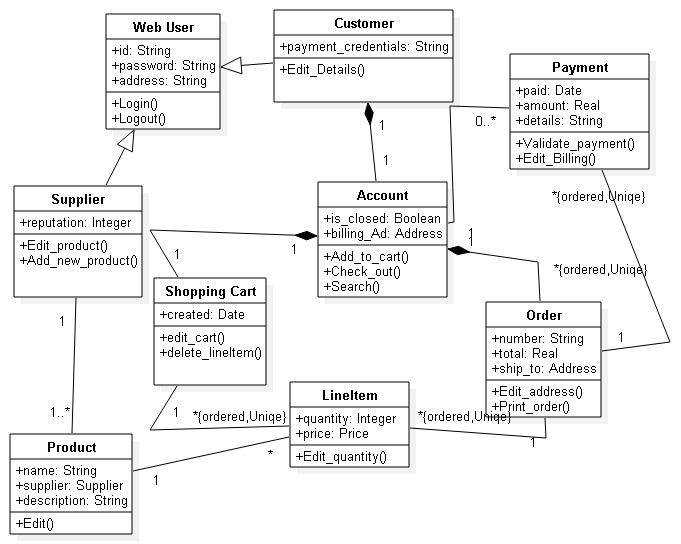 Web User
+id: String
+password: String
+address: String
+Login()
+Logout()
Customer
+payment_credentials: String
+Edit_Details()
Payment
+paid: Date
+amount: Real
+details: String
+Validate_payment()
+Edit_Billing()
0..*
1
1
Supplier
+reputation: Integer
+Edit_product()
+Add_new_product()
Account
+is_closed: Boolean
+billing_Ad: Address
+Add_to_cart()
+Check_out()
+Search()
*{ordered,Uniqe}
1
1
1
1
*{ordered,Uniqe}
Shopping Cart
+created: Date
+edit_cart()
+delete_lineItem()
Order
+number: String
+total: Real
+ship_to: Address
+Edit_address()
+Print_order()
1
1
1..*
1
*{ordered,Uniqe}
LineItem
+quantity: Integer
+price: Price
+Edit_quantity()
*{ordered,Uniqe}
1
Product
+name: String
+supplier: Supplier
+description: String
+Edit()
1
*